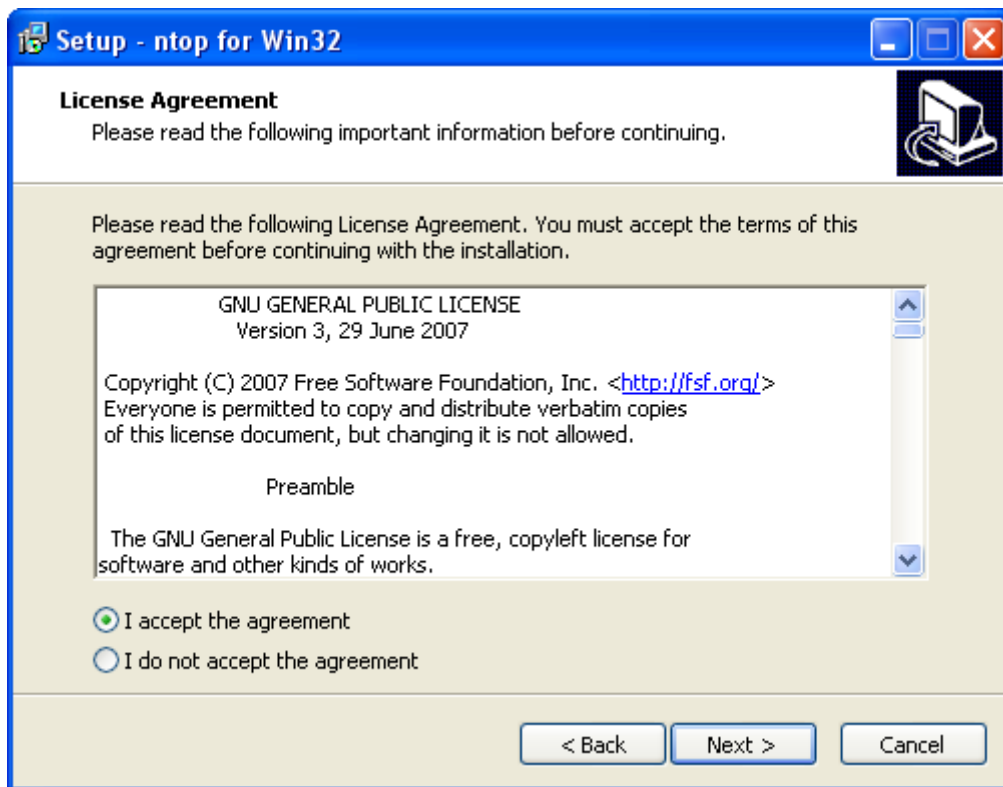 Setup - ntop for Win32
License Agreement
Please read the following important information before continuing.
Please read the following License Agreement. You must accept the terms of this
agreement before continuing with the installation.
GNU GENERAL PUBLIC LICENSE
Version 3, 29 June 2007
Copyright (C) 2007 Free Software Foundation, Inc. <http://fsf.org/>
Everyone is permitted to copy and distribute verbatim copies
of this license document, but changing it is not allowed.
Preamble
The GNU General Public License is a free, copyleft license for
software and other kinds of works.
I accept the agreement
I do not accept the agreement
< Back Next > Cancel